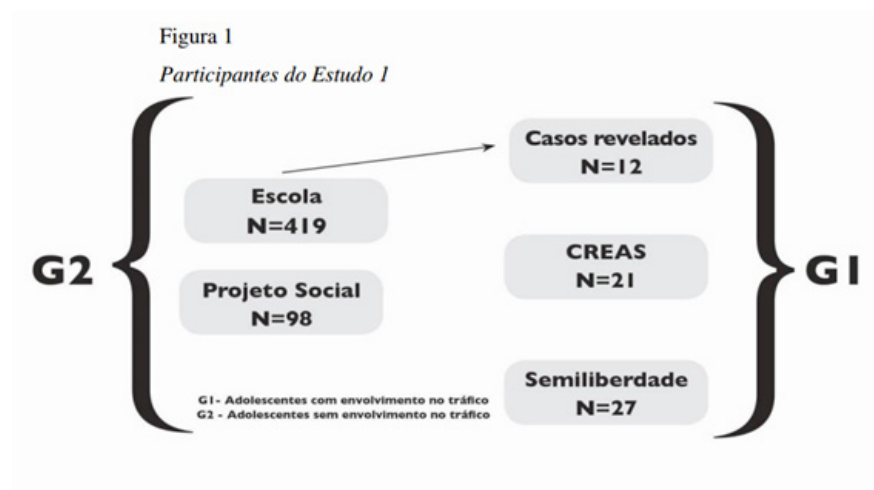 Figura 1
Participantes do Estudo 1
G2
Escola
N=419
Projeto Social
N=98
Casos revelados
N=12
CREAS
N=21
Semiliberdade
N=27
G1
G1- Adolescentes com envolvimento no tráfico
G2 - Adolescentes sem envolvimento no tráfico